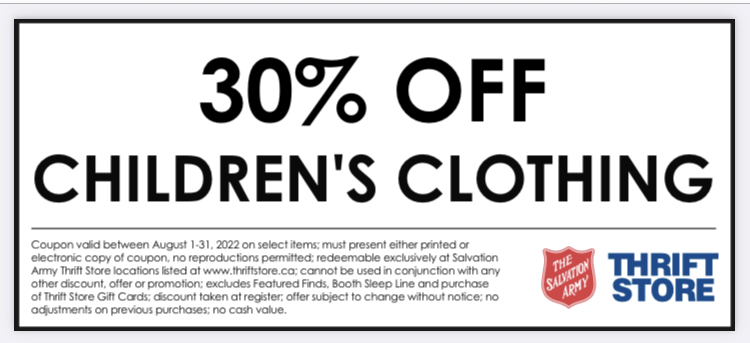 30% OFF
CHILDREN'S CLOTHING
Coupon valid between August 1-31, 2022 on select items; must present either printed or
electronic copy of coupon, no reproductions permitted; redeemable exclusively at Salvation
Army Thrift Store locations listed at www.thriftstore.ca; cannot be used in conjunction with any
other discount, offer or promotion; excludes Featured Finds, Booth Sleep Line and purchase
of Thrift Store Gift Cards; discount taken at register; offer subject to change without notice; no
adjustments on previous purchases; no cash value.
THE
SALVATION
ARMY
THRIFT
STORE